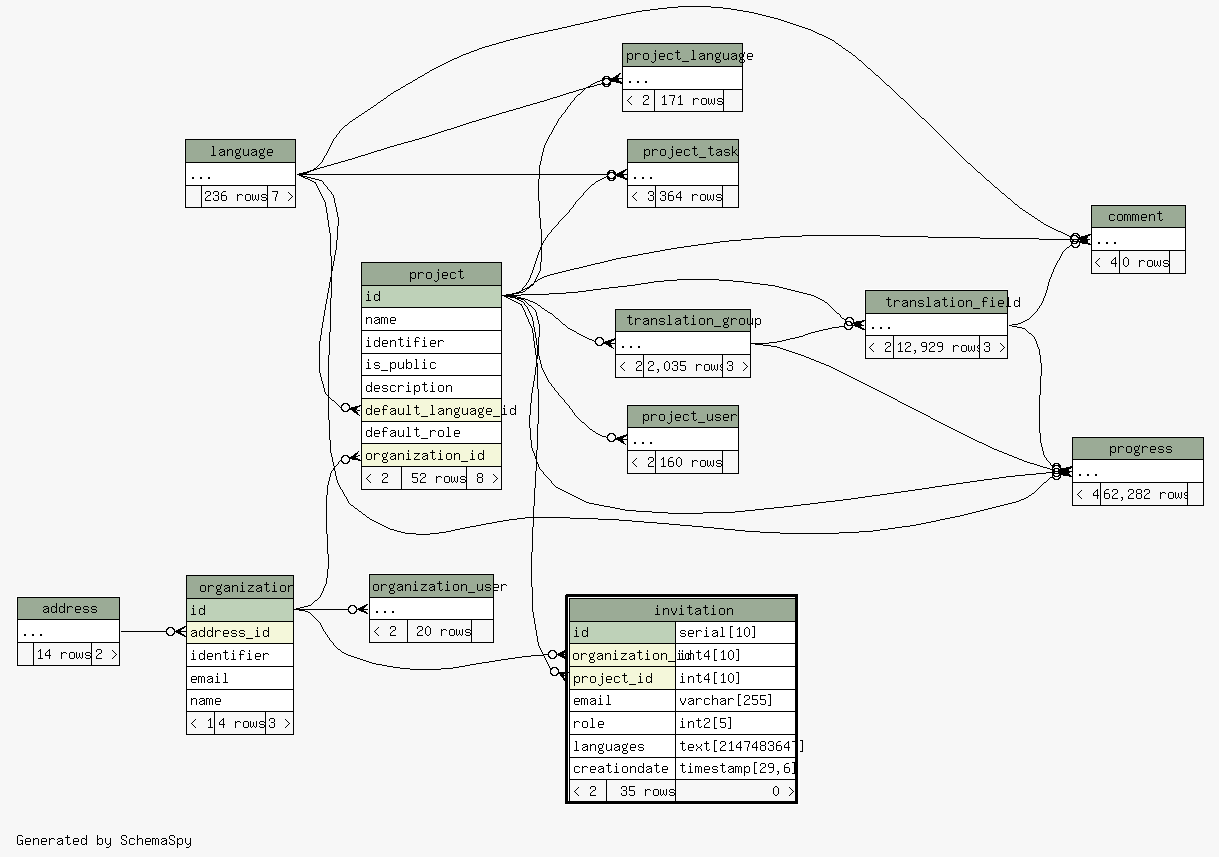 project_language
...
< 2 171 rows
language
...
236 rows 7 >
project_task
...
< 3 364 rows
comment
...
< 4 0 rows
project
id
name
identifier
is_public
description
default_language_id
default_role
organization_id
< 2 52 rows 8 >
translation_group
...
< 2 2,035 rows 3 >
translation_field
...
< 2 12,929 rows 3 >
project_user
...
< 2 160 rows
progress
...
< 4 62,282 rows
address
...
14 rows 2 >
organization
id
address_id
identifier
email
name
< 1 4 rows 3 >
organization_user
...
< 2 20 rows
invitation
id serial[10]
organization_id int4[10]
project_id int4[10]
email varchar[255]
role int2[5]
languages text[2147483647]
creationdate timestamp[29,6]
< 2 35 rows 0 >
Generated by SchemaSpy